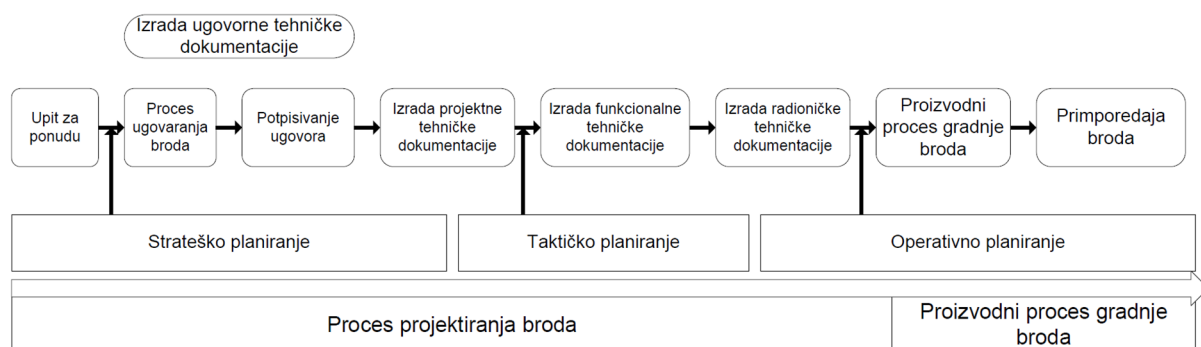 Izrada ugovorne tehničke
dokumentacije
Upit za
ponudu
Proces
ugovaranja
broda
Potpisivanje
ugovora
Izrada projektne
tehničke
dokumentacije
Izrada funkcionalne
tehničke
dokumentacije
Izrada radioničke
tehničke
dokumentacije
Proizvodni
proces gradnje
broda
Primporedaja
broda
Strateško planiranje
Taktičko planiranje
Operativno planiranje
Proces projektiranja broda
Proizvodni proces gradnje
broda